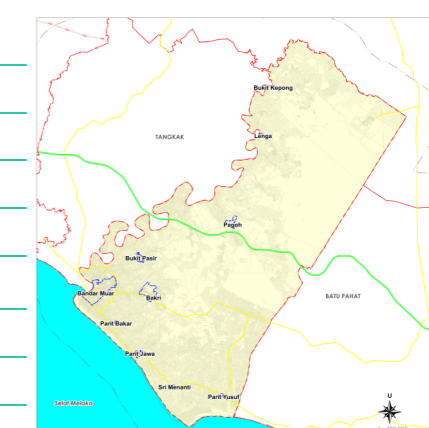 Bukit Kepong
Lenga
TANGKAK
Pagoh
Bukit Pasir
Bandar Muar
Bakri
BATU PAHAT
Parit Bakar
Parit Jawa
Sri Menanti
Parit Yusuf
Selat Melaka
U